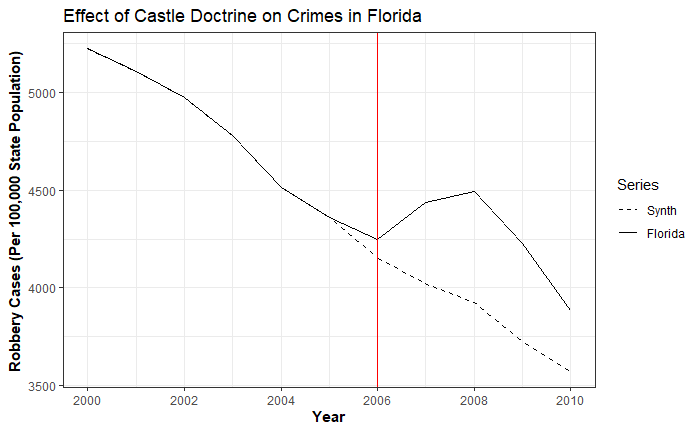 Effect of Castle Doctrine on Crimes in Florida
Robbery Cases (Per 100,000 State Population)
5000
4500
4000
3500
2000 2002 2004 2006 2008 2010
Year
Series
Synth
Florida